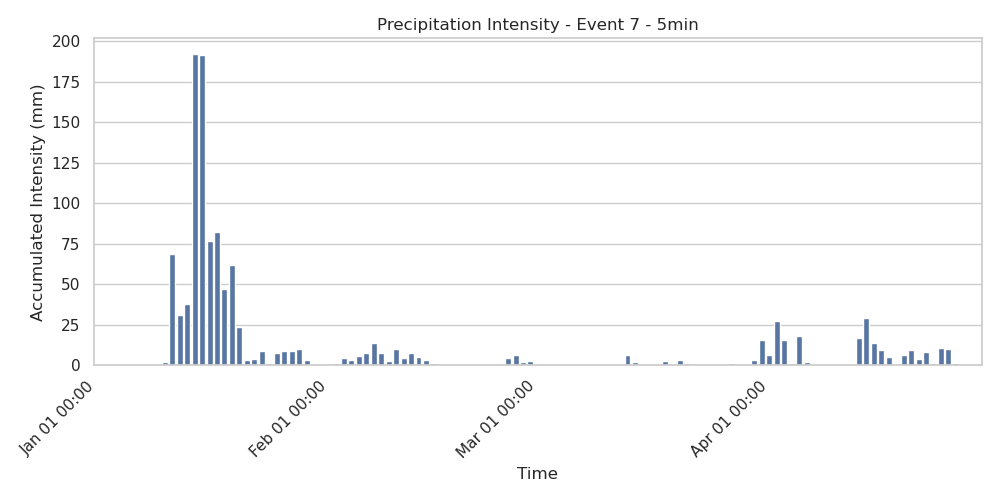 Precipitation Intensity - Event 7 - 5min
Accumulated Intensity (mm)
200
175
150
125
100
75
50
25
0
Jan 01 00:00
Feb 01 00:00
Mar 01 00:00
Apr 01 00:00
Time